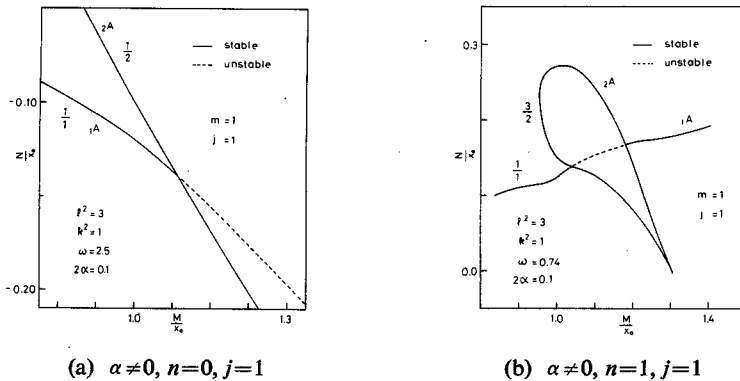 2A
1/2
stable
unstable
m = 1
j = 1
-0.10
1/1
1A
N/X₀
ℓ² = 3
k² = 1
ω = 2.5
2α = 0.1
-0.20
1.0
M/X₀
1.3
(a) α≠0, n=0, j=1
0.3
stable
unstable
2A
3/2
1A
1/1
N/X₀
m = 1
j = 1
ℓ² = 3
k² = 1
ω = 0.74
2α = 0.1
0.0
1.0
M/X₀
1.4
(b) α≠0, n=1, j=1